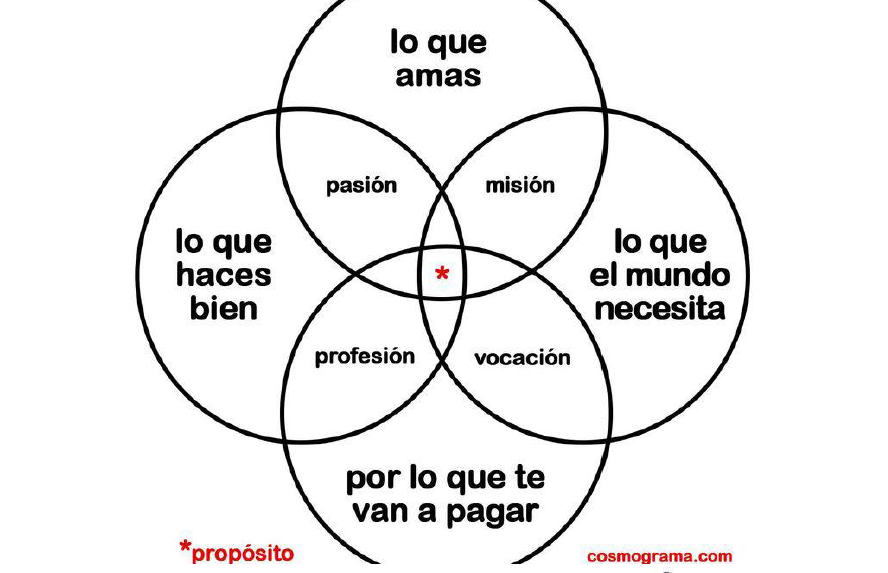 lo que
amas
pasión
misión
lo que
haces
bien
*
lo que
el mundo
necesita
profesión
vocación
por lo que te
van a pagar
*propósito
cosmograma.com